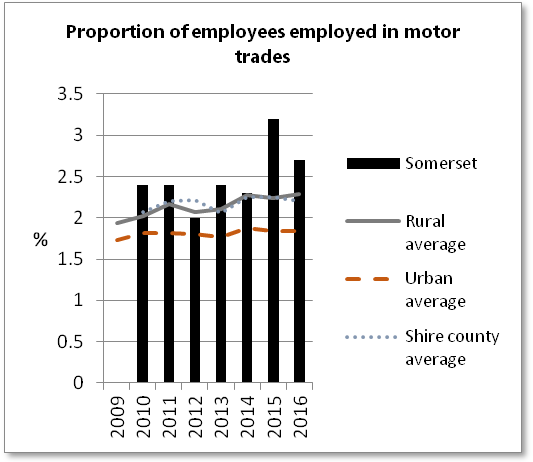 Proportion of employees employed in motor
trades
3.5
3
2.5
2
1.5
1
0.5
0
%
2009
2010
2011
2012
2013
2014
2015
2016
Somerset
Rural
average
Urban
average
Shire county
average